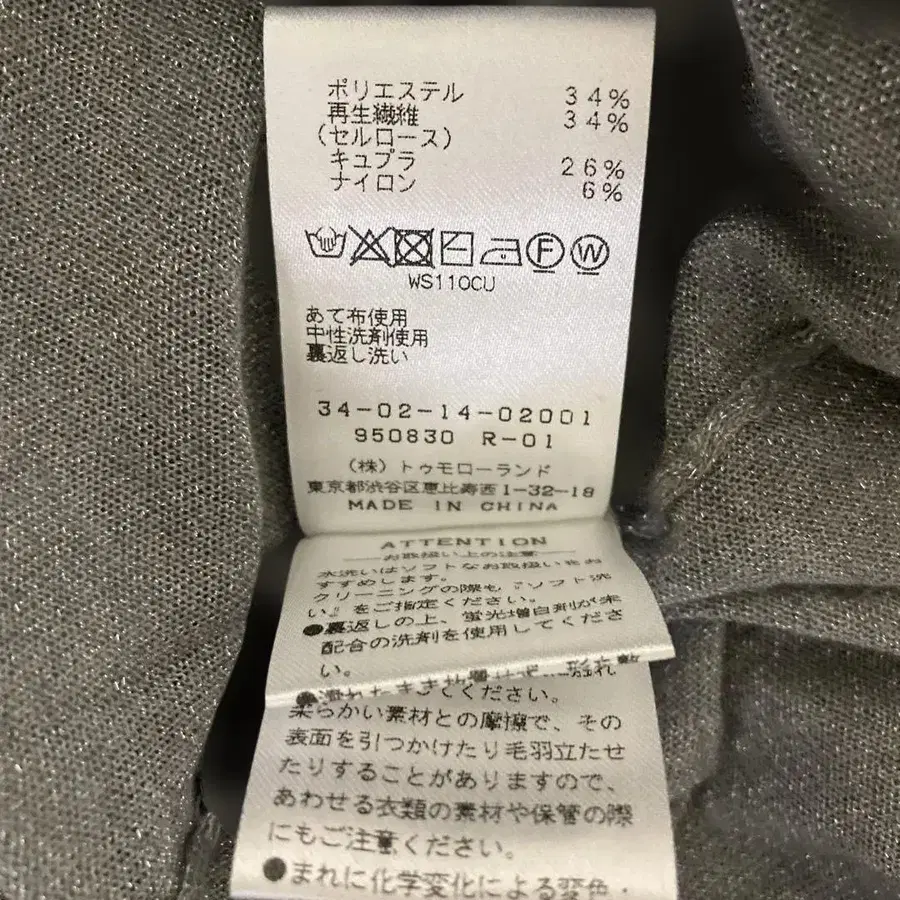 ポリエステル 34%
再生繊維 34%
(セルロース)
キュプラ 26%
ナイロン 6%
F W
WS110CU
あて布使用
中性洗剤使用
裏返し洗い
34-02-14-02001
950830 R-01
(株)トゥモローランド
東京都渋谷区恵比寿西1-32-18
MADE IN CHINA
ATTENTION
お取扱い上の注意
水洗いはソフトなお取扱いをお
すすめします。
クリーニングの際も『ソフト洗
い』をご指定ください。
●裏返しの上、蛍光増白剤が未
配合の洗剤を使用してくださ
い。
てください。
柔らかい素材との摩擦で、その
表面を引つかけたり毛羽立たせ
たりすることがありますので、
あわせる衣類の素材や保管の際
にもご注意ください。
●まれに化学変化による変色・